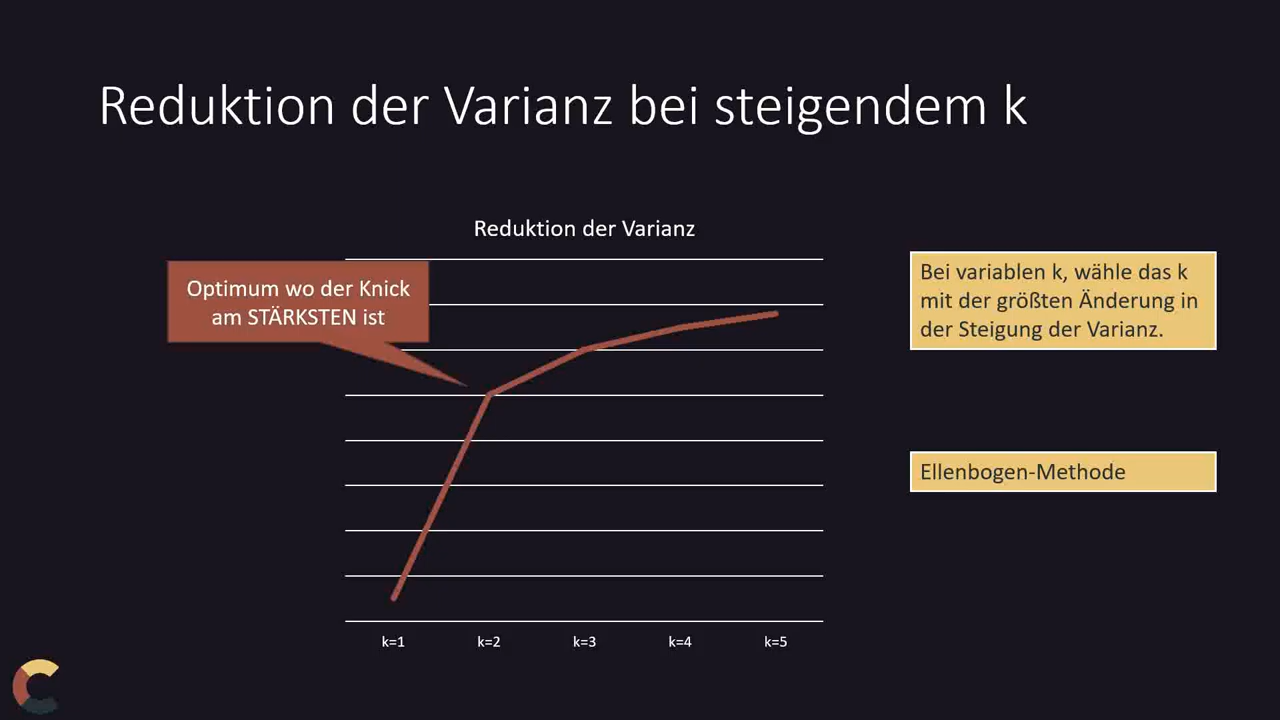 Reduktion der Varianz bei steigendem k
Reduktion der Varianz
Optimum wo der Knick
am STÄRKSTEN ist
k=1 k=2 k=3 k=4 k=5
Bei variablen k, wähle das k
mit der größten Änderung in
der Steigung der Varianz.
Ellenbogen-Methode